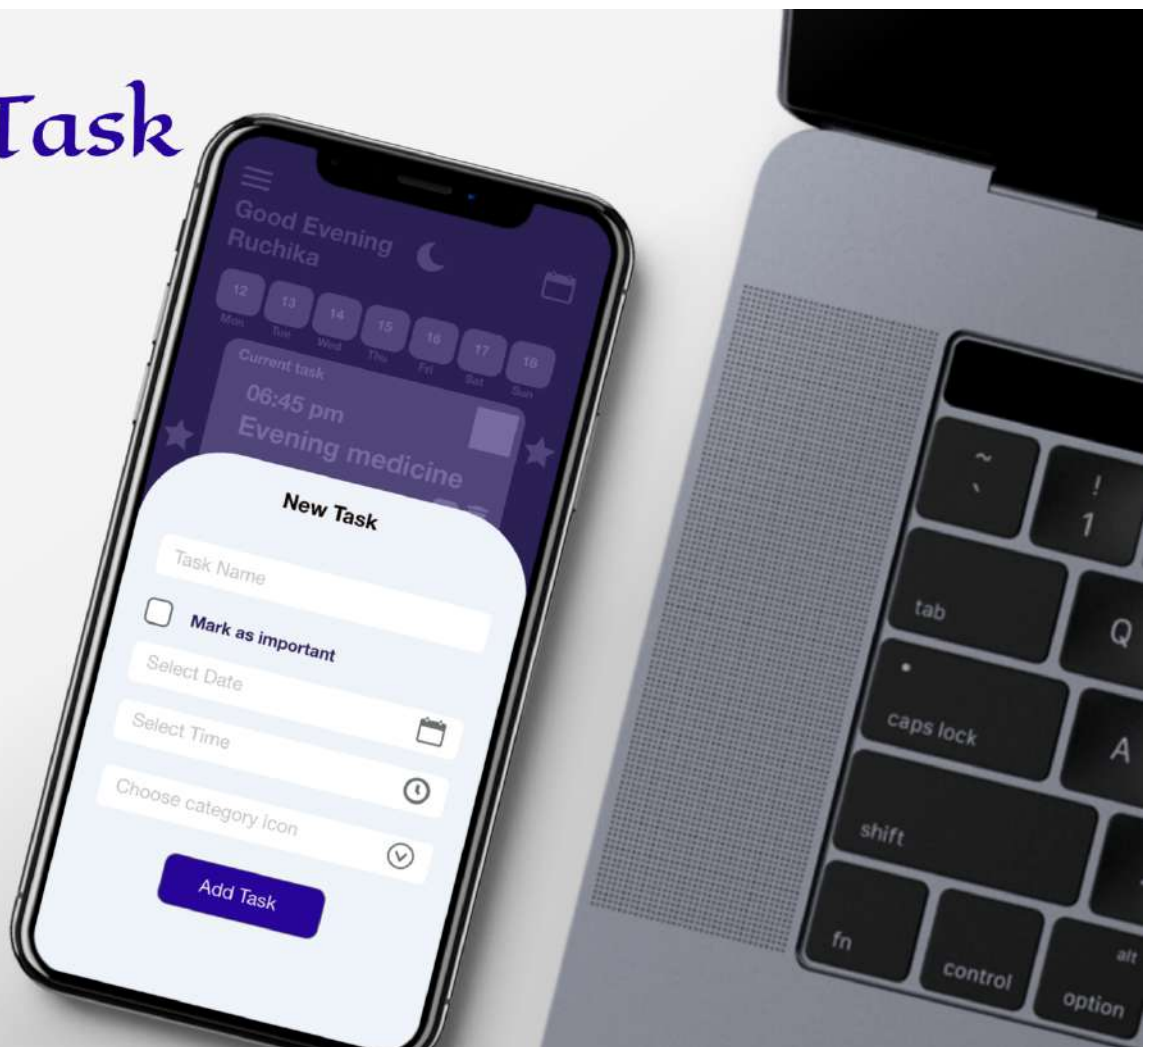 Task
Good Evening
Ruchika
12 13 14 15 16 17 18
Mon Tue Wed Thu Fri Sat Sun
Current task
06:45 pm
Evening medicine
New Task
Task Name
Mark as important
Select Date
Select Time
Choose category icon
Add Task
~
`
!
1
tab
Q
caps lock
A
shift
fn
control
alt
option